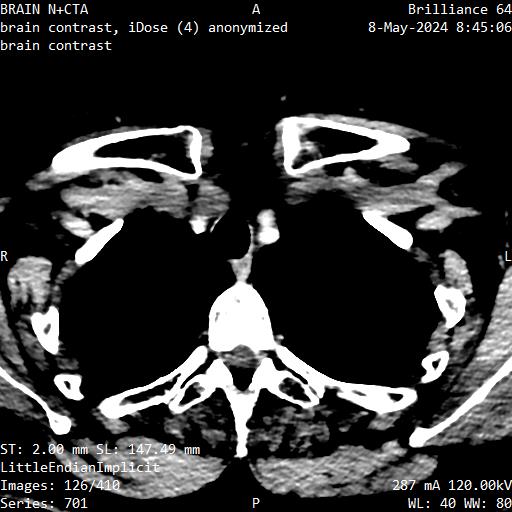 BRAIN N+CTA
A
Brilliance 64
brain contrast, iDose (4) anonymized
8-May-2024 8:45:06
brain contrast
R
L
ST: 2.00 mm SL: 147.49 mm
LittleEndianImplicit
Images: 126/410
287 mA 120.00kV
Series: 701
P
WL: 40 WW: 80